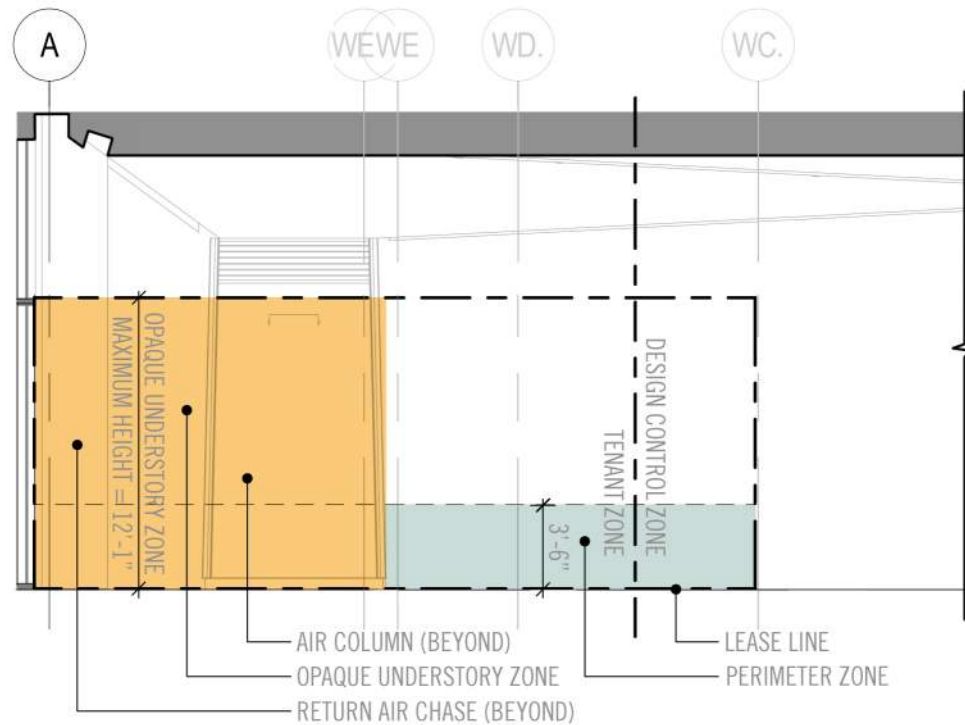 A
WE
WE
WD.
WC.
OPAQUE UNDERSTORY ZONE
MAXIMUM HEIGHT = 12'-1"
DESIGN CONTROL ZONE
TENANT ZONE
3'-6"
AIR COLUMN (BEYOND)
OPAQUE UNDERSTORY ZONE
RETURN AIR CHASE (BEYOND)
LEASE LINE
PERIMETER ZONE